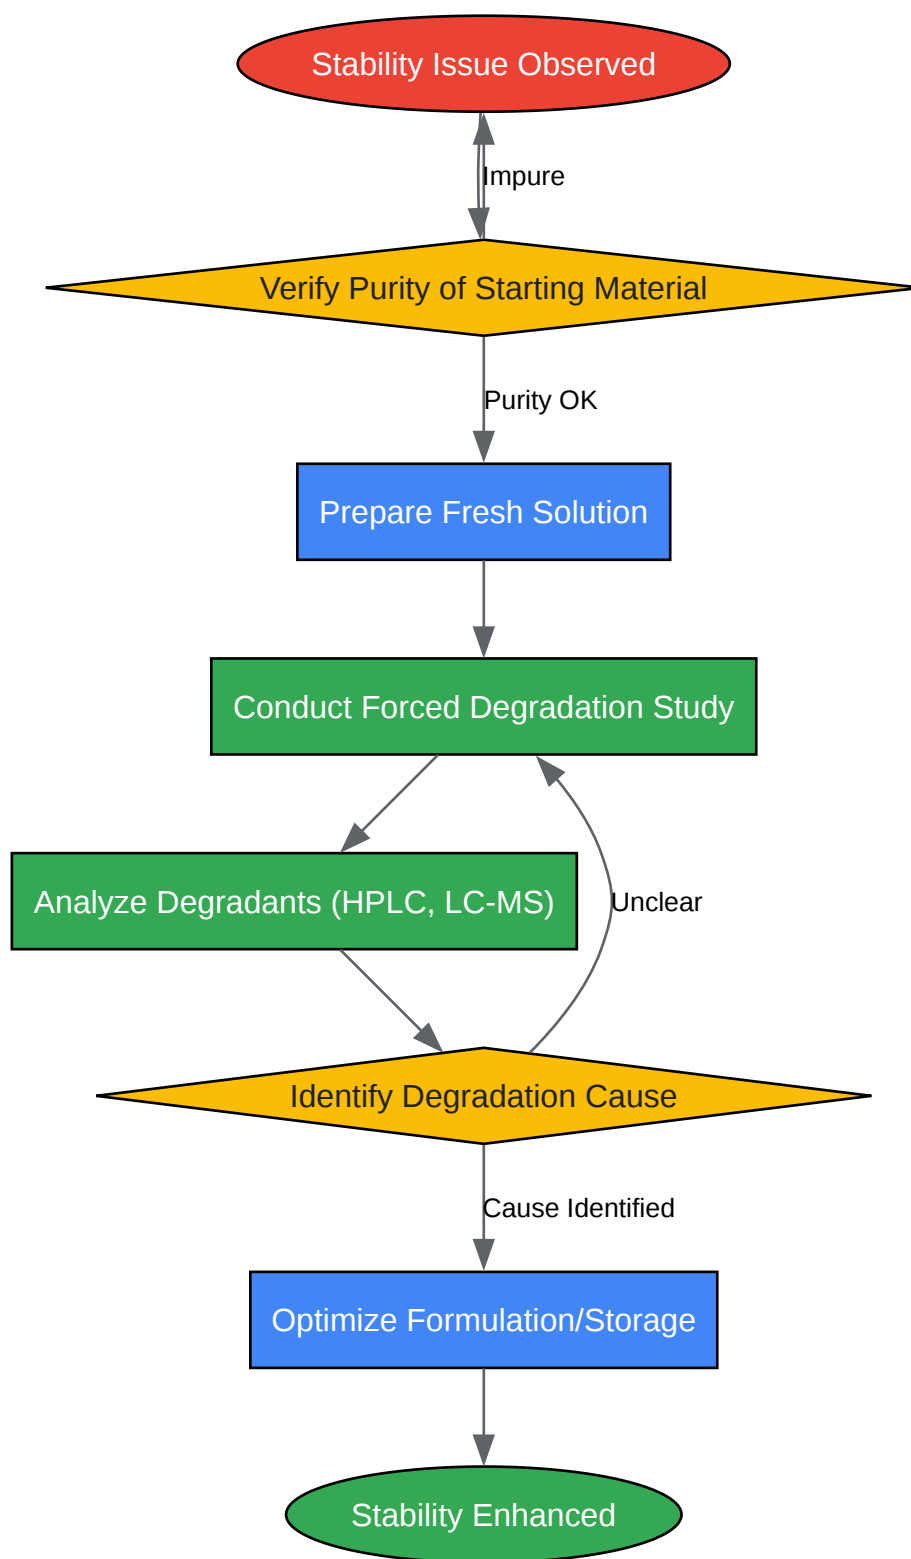 Stability Issue Observed
Impure
Verify Purity of Starting Material
Purity OK
Prepare Fresh Solution
Conduct Forced Degradation Study
Analyze Degradants (HPLC, LC-MS)
Unclear
Identify Degradation Cause
Cause Identified
Optimize Formulation/Storage
Stability Enhanced